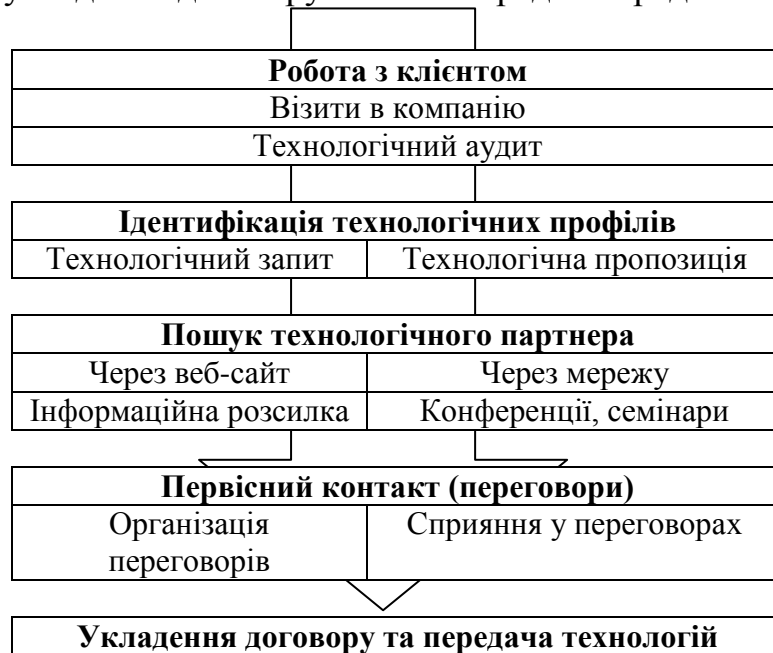 Робота з клієнтом
Візити в компанію
Технологічний аудит
Ідентифікація технологічних профілів
Технологічний запит Технологічна пропозиція
Пошук технологічного партнера
Через веб-сайт Через мережу
Інформаційна розсилка Конференції, семінари
Первісний контакт (переговори)
Організація Сприяння у переговорах
переговорів
Укладення договору та передача технологій